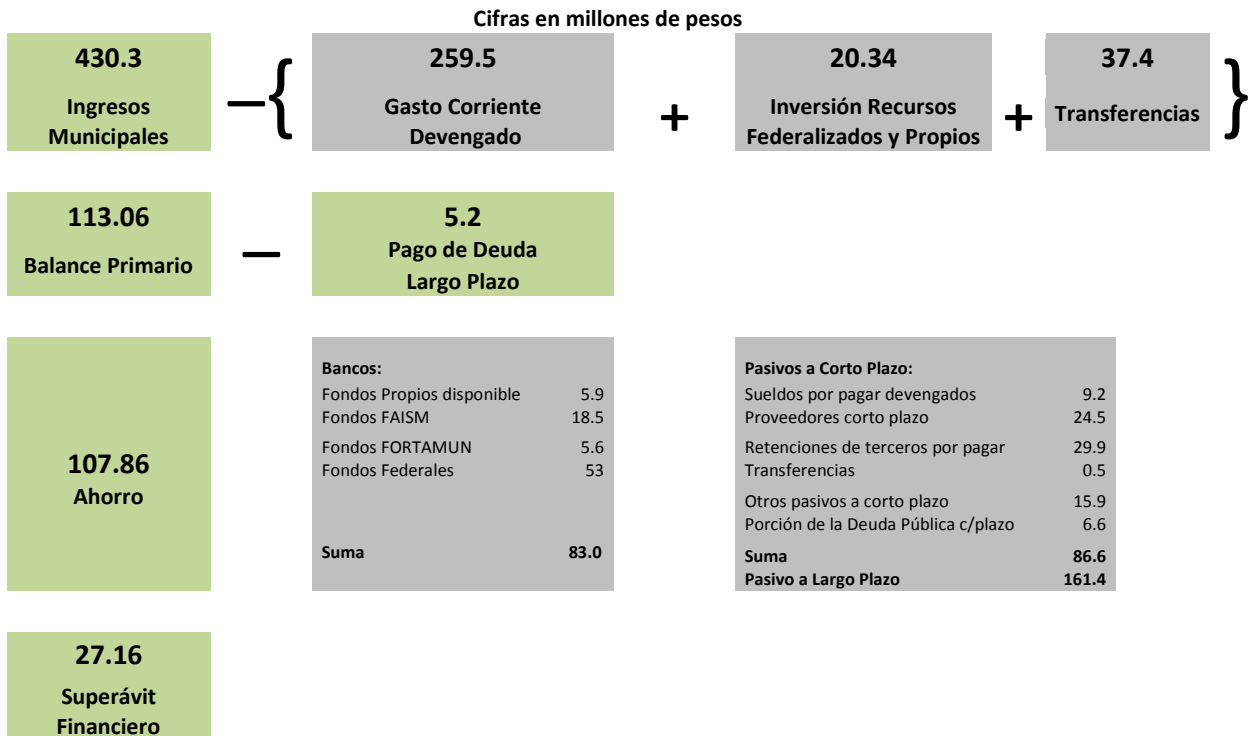 Cifras en millones de pesos
430.3
Ingresos
Municipales
—{
259.5
Gasto Corriente
Devengado
+
20.34
Inversión Recursos
Federalizados y Propios
+
37.4
Transferencias
}
113.06
Balance Primario
—
5.2
Pago de Deuda
Largo Plazo
107.86
Ahorro
Bancos:
Fondos Propios disponible 5.9
Fondos FAISM 18.5
Fondos FORTAMUN 5.6
Fondos Federales 53
Suma 83.0
Pasivos a Corto Plazo:
Sueldos por pagar devengados 9.2
Proveedores corto plazo 24.5
Retenciones de terceros por pagar 29.9
Transferencias 0.5
Otros pasivos a corto plazo 15.9
Porción de la Deuda Pública c/plazo 6.6
Suma 86.6
Pasivo a Largo Plazo 161.4
27.16
Superávit
Financiero